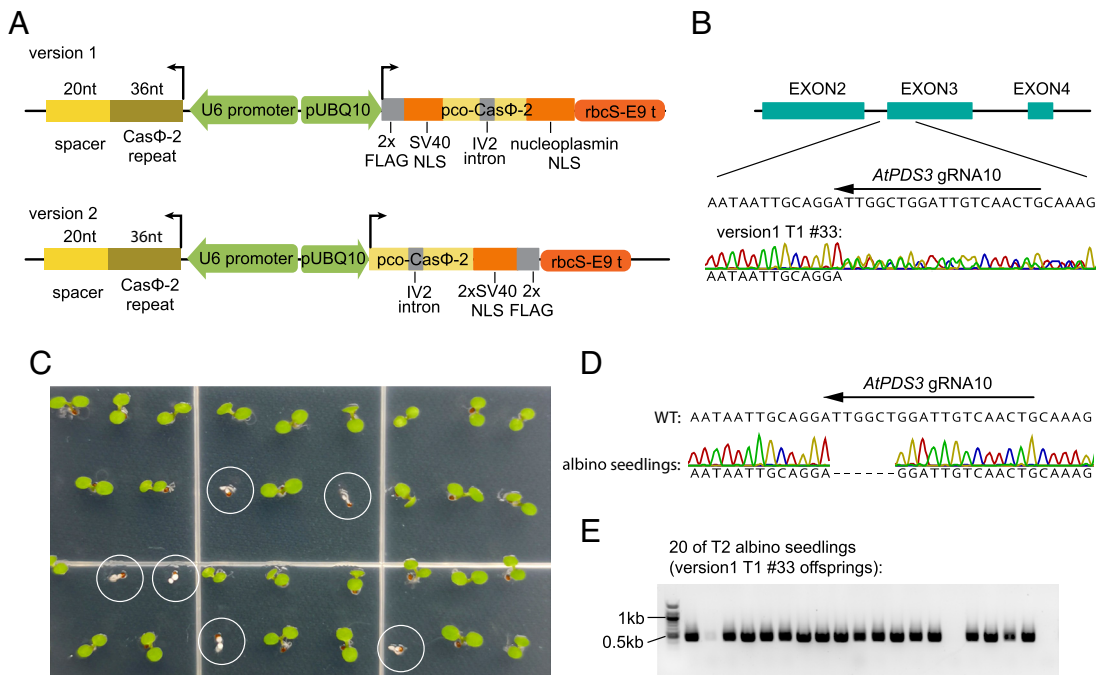 A
version 1
20nt
36nt
U6 promoter
pUBQ10
pco-CasΦ-2
rbcS-E9 t
spacer
CasΦ-2
repeat
2x
FLAG
SV40
NLS
IV2
intron
nucleoplasmin
NLS
version 2
20nt
36nt
U6 promoter
pUBQ10
pco-CasΦ-2
rbcS-E9 t
spacer
CasΦ-2
repeat
IV2
intron
2xSV40
NLS
2x
FLAG
B
EXON2
EXON3
EXON4
AtPDS3 gRNA10
AATAATTGCAGGATTGGCTGGATTGTCAACTGCAAAG
version1 T1 #33:
AATAATTGCAGGA
C
D
AtPDS3 gRNA10
WT: AATAATTGCAGGATTGGCTGGATTGTCAACTGCAAAG
albino seedlings: AATAATTGCAGGA------GGATTGTCAACTGCAAAG
E
20 of T2 albino seedlings
(version1 T1 #33 offsprings):
1kb
0.5kb